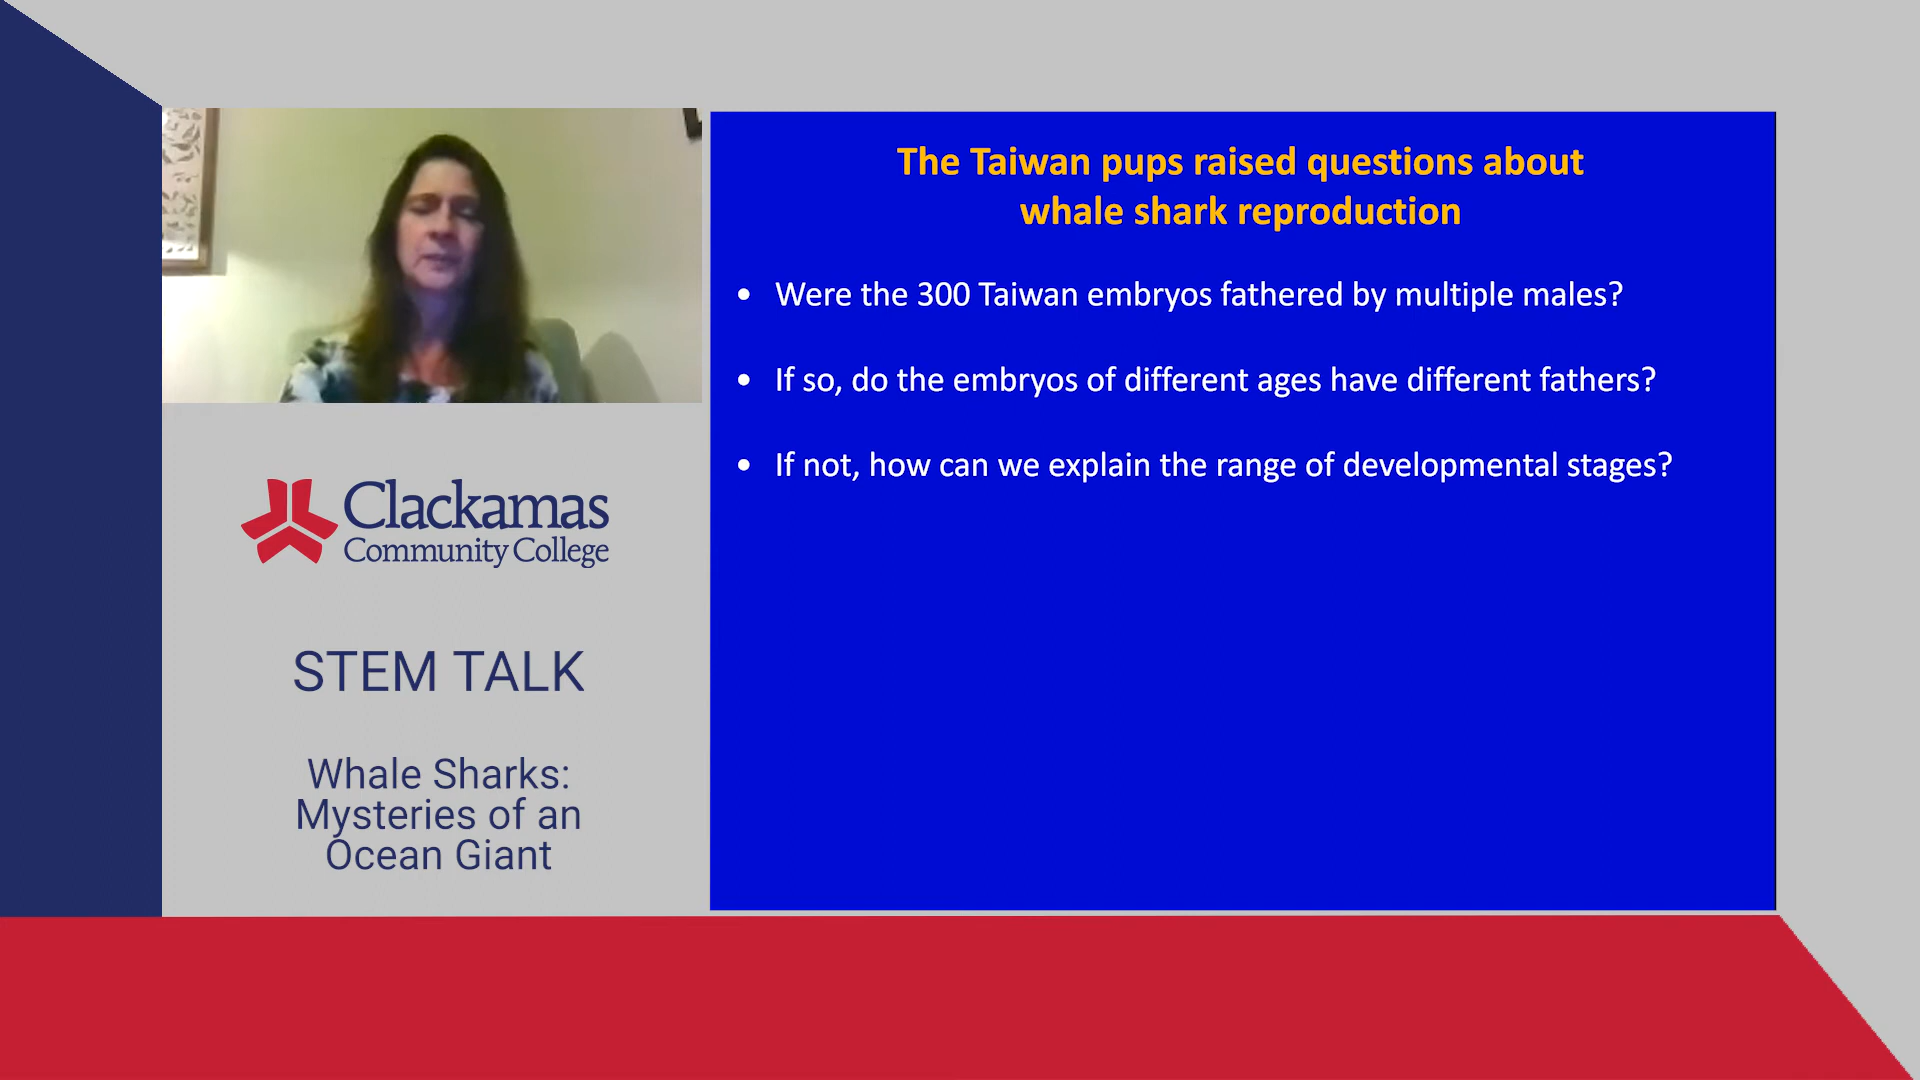 The Taiwan pups raised questions about
whale shark reproduction
• Were the 300 Taiwan embryos fathered by multiple males?
• If so, do the embryos of different ages have different fathers?
• If not, how can we explain the range of developmental stages?
Clackamas
Community College
STEM TALK
Whale Sharks:
Mysteries of an
Ocean Giant